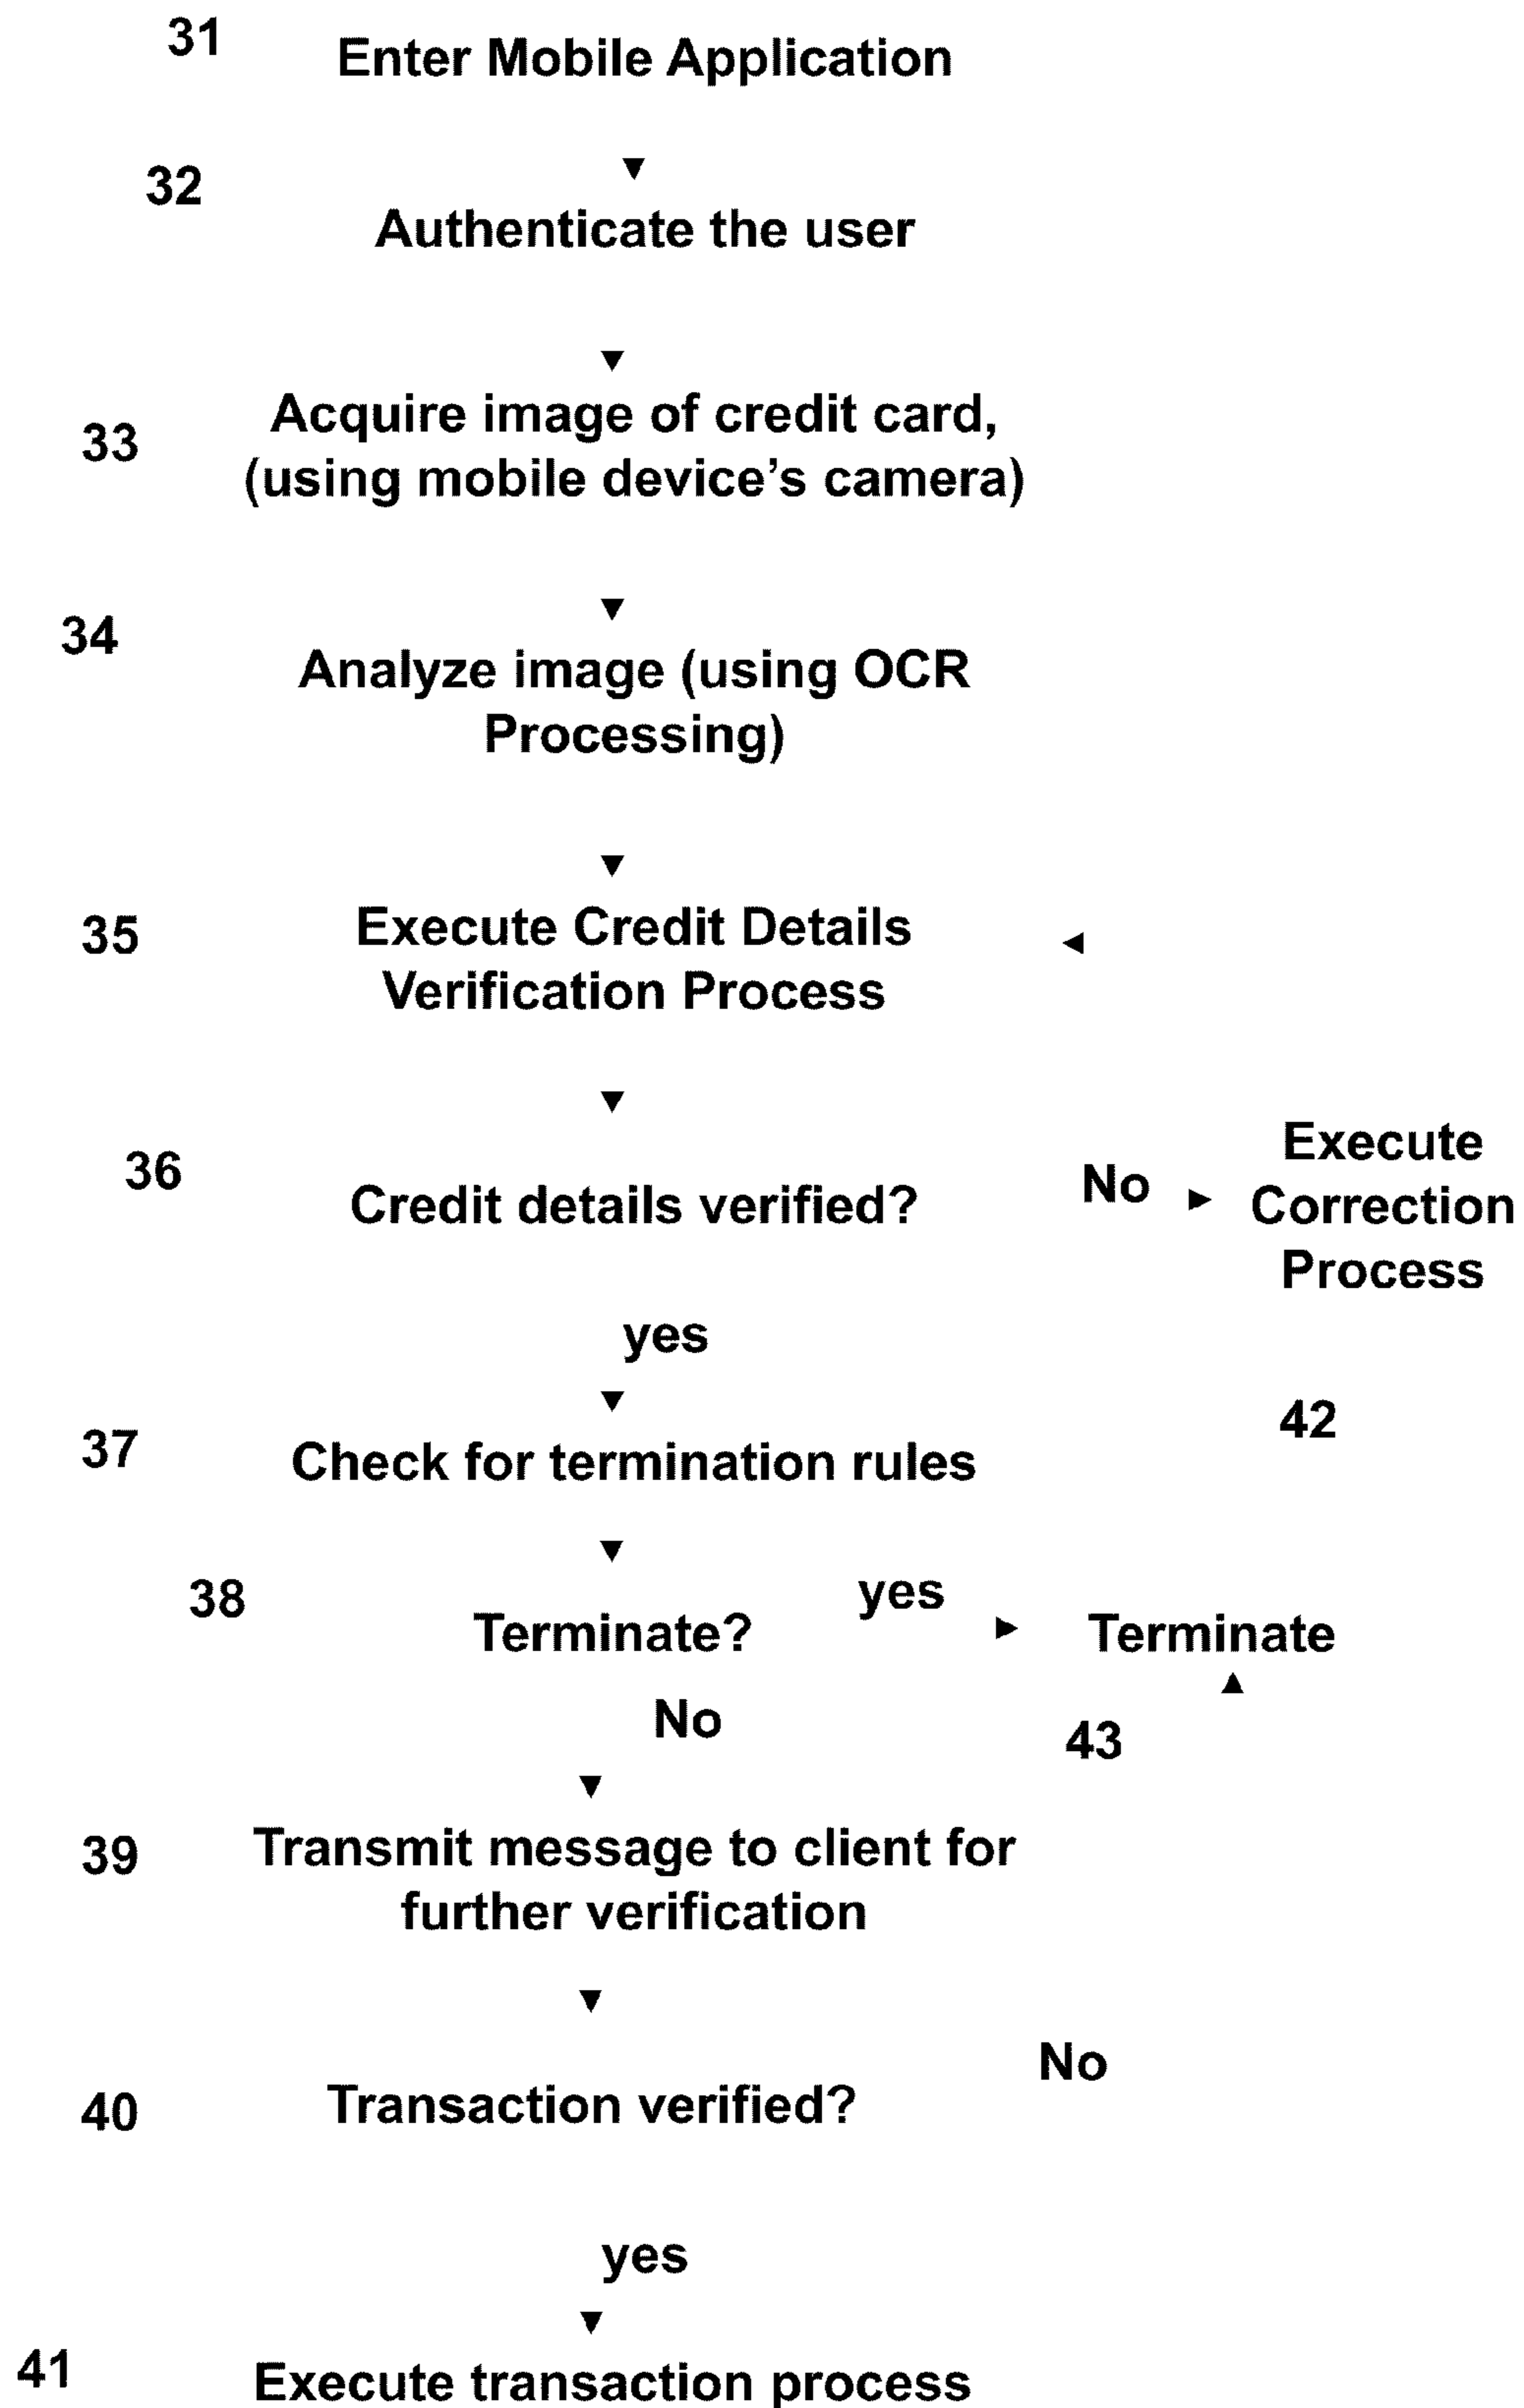 31
Enter Mobile Application
32
Authenticate the user
33
Acquire image of credit card,
(using mobile device's camera)
34
Analyze image (using OCR
Processing)
35
Execute Credit Details
Verification Process
36
Credit details verified?
No
Execute
Correction
Process
yes
42
37
Check for termination rules
38
Terminate?
yes
Terminate
No
43
39
Transmit message to client for
further verification
No
40
Transaction verified?
yes
41
Execute transaction process